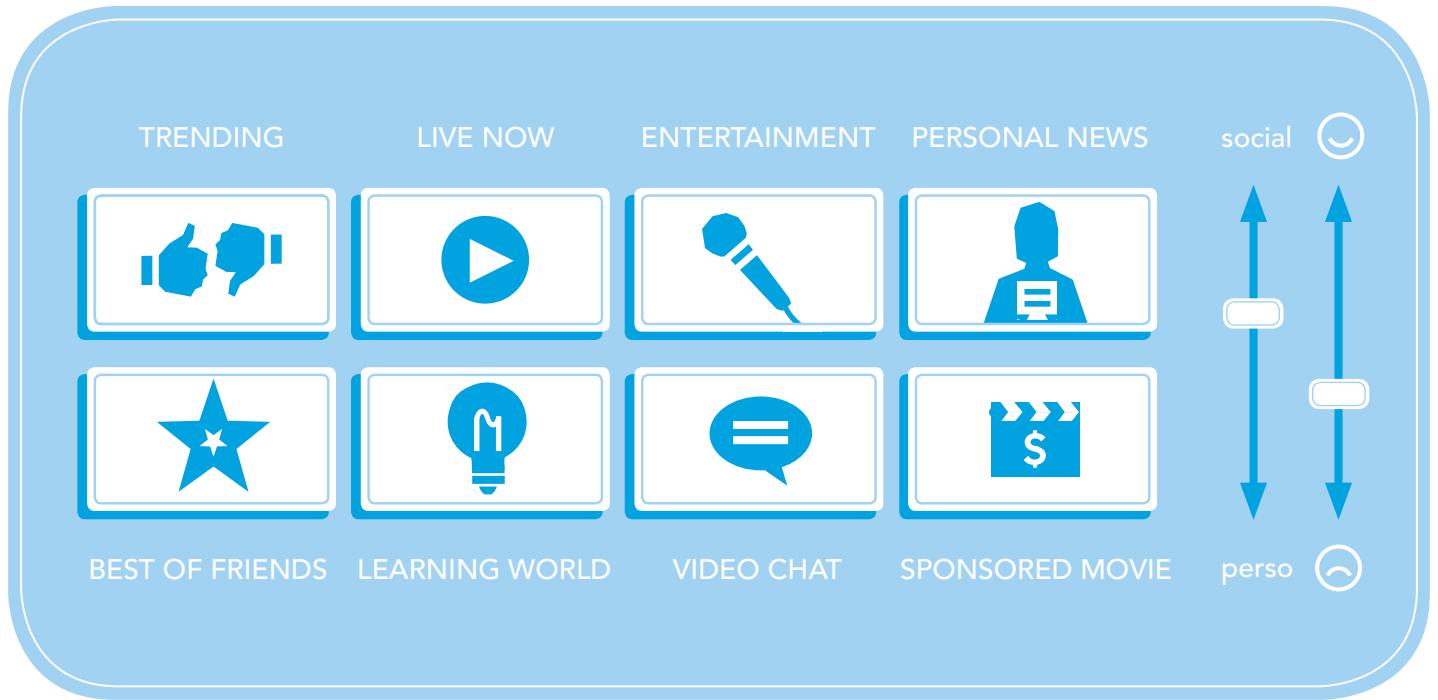 TRENDING LIVE NOW ENTERTAINMENT PERSONAL NEWS social
$
BEST OF FRIENDS LEARNING WORLD VIDEO CHAT SPONSORED MOVIE perso